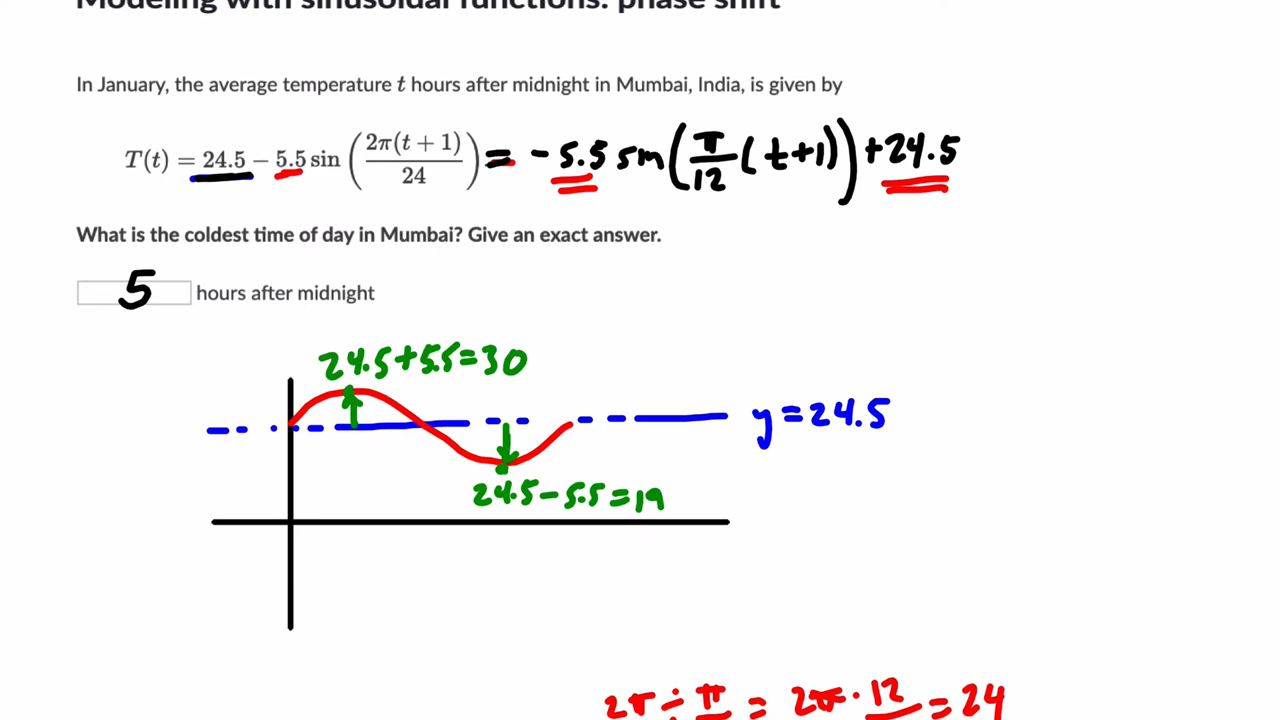 Modeling with sinusoidal functions: phase shift
In January, the average temperature t hours after midnight in Mumbai, India, is given by
T(t) = 24.5 − 5.5 sin (2π(t + 1)/24) = -5.5 sin(π/12 (t+1)) +24.5
What is the coldest time of day in Mumbai? Give an exact answer.
5 hours after midnight
24.5+5.5=30
y=24.5
24.5-5.5=19
2π ÷ π = 2π · 12 = 24